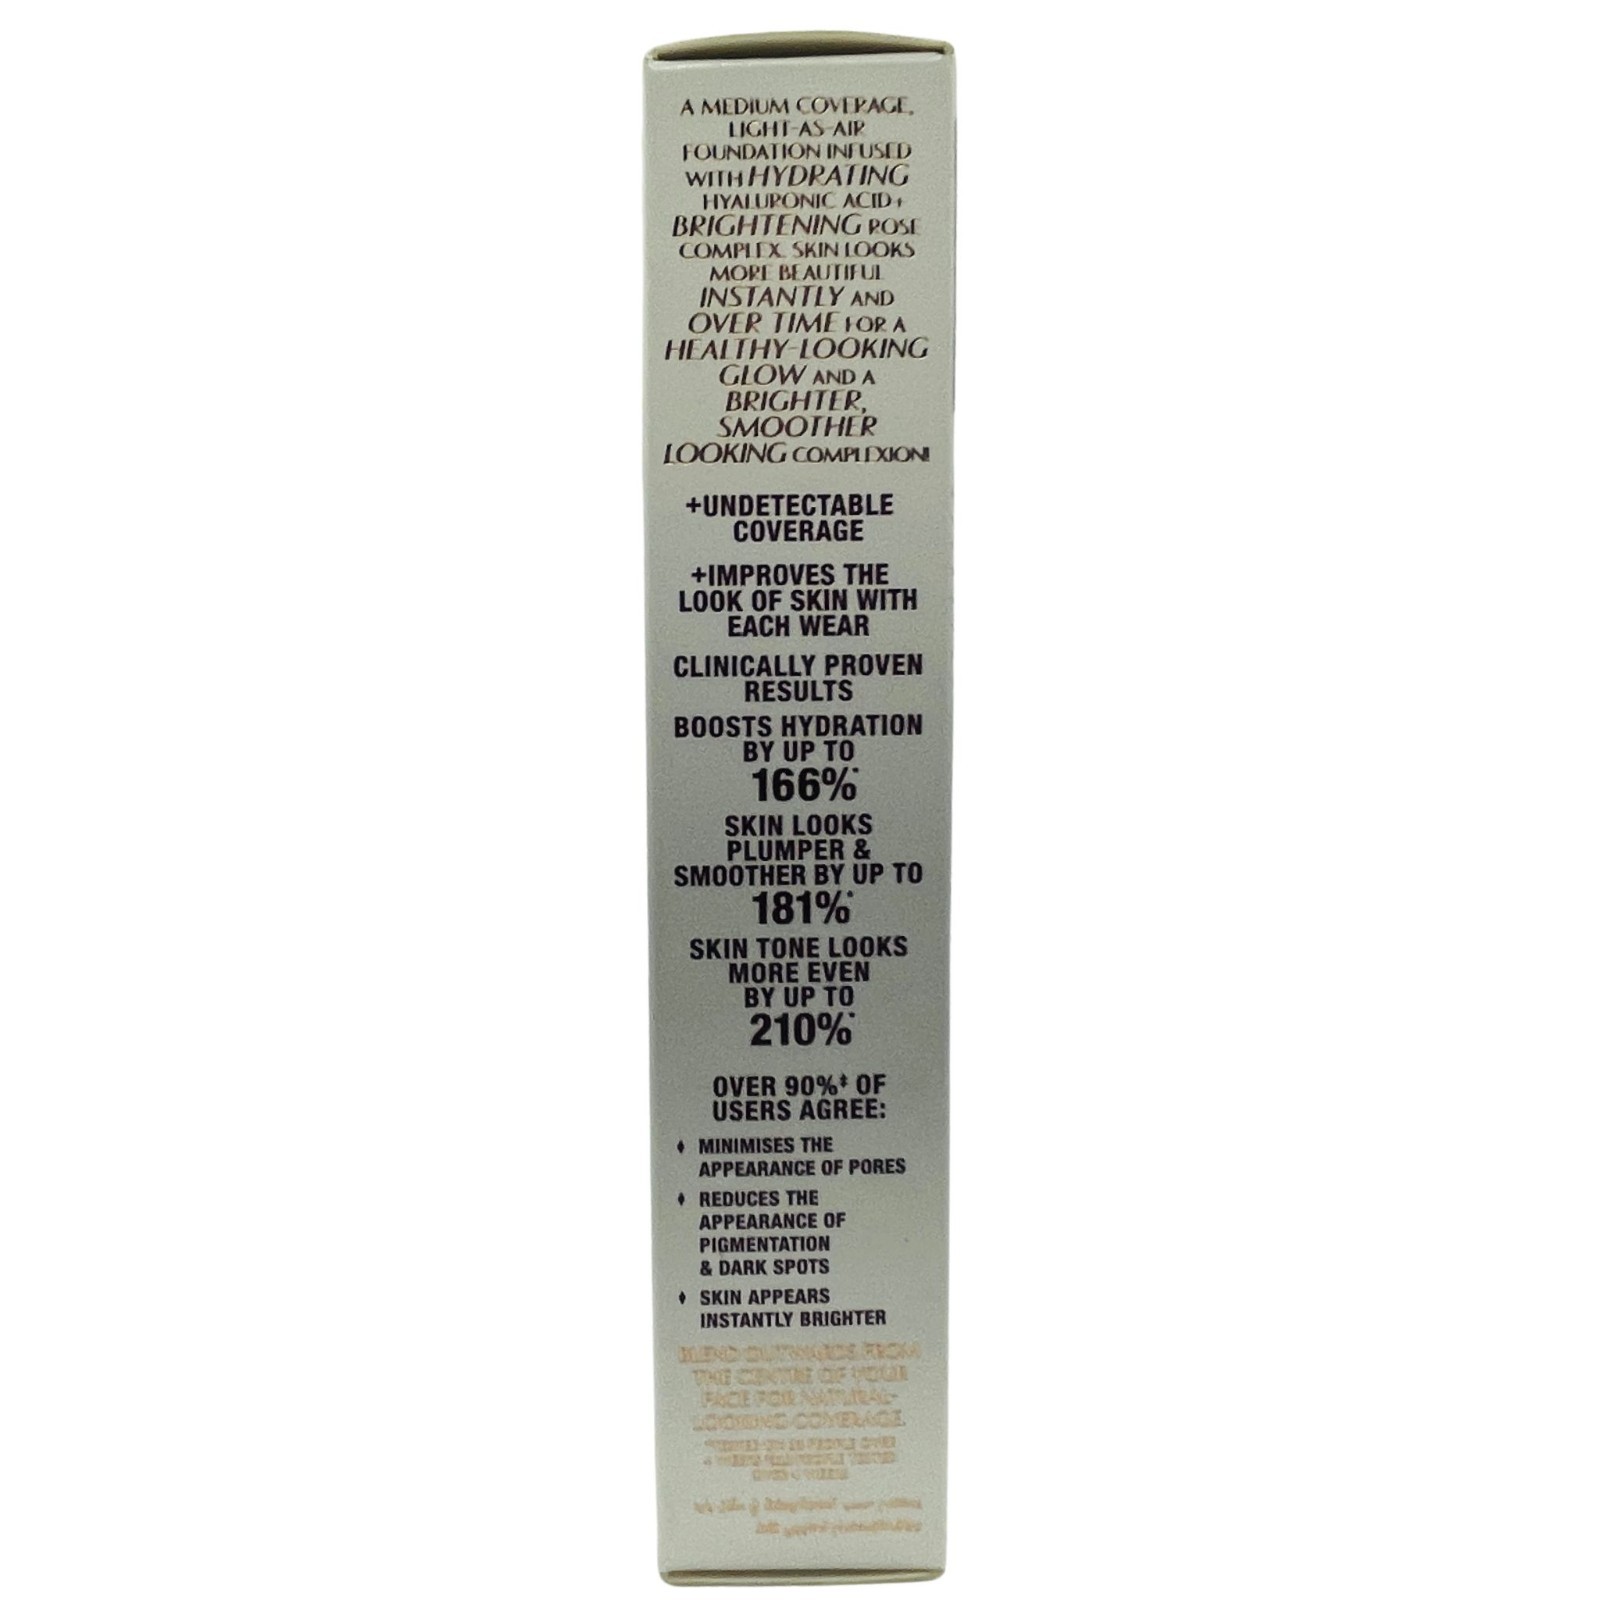 A MEDIUM COVERAGE,
LIGHT-AS-AIR
FOUNDATION INFUSED
WITH HYDRATING
HYALURONIC ACID+
BRIGHTENING ROSE
COMPLEX. SKIN LOOKS
MORE BEAUTIFUL
INSTANTLY AND
OVER TIME FOR A
HEALTHY-LOOKING
GLOW AND A
BRIGHTER,
SMOOTHER
LOOKING COMPLEXION!
+UNDETECTABLE
COVERAGE
+IMPROVES THE
LOOK OF SKIN WITH
EACH WEAR
CLINICALLY PROVEN
RESULTS
BOOSTS HYDRATION
BY UP TO
166%*
SKIN LOOKS
PLUMPER &
SMOOTHER BY UP TO
181%*
SKIN TONE LOOKS
MORE EVEN
BY UP TO
210%*
OVER 90%‡ OF
USERS AGREE:
♦ MINIMISES THE
APPEARANCE OF PORES
♦ REDUCES THE
APPEARANCE OF
PIGMENTATION
& DARK SPOTS
♦ SKIN APPEARS
INSTANTLY BRIGHTER
BLEND OUTWARDS FROM
THE CENTRE OF YOUR
FACE FOR NATURAL-
LOOKING COVERAGE.